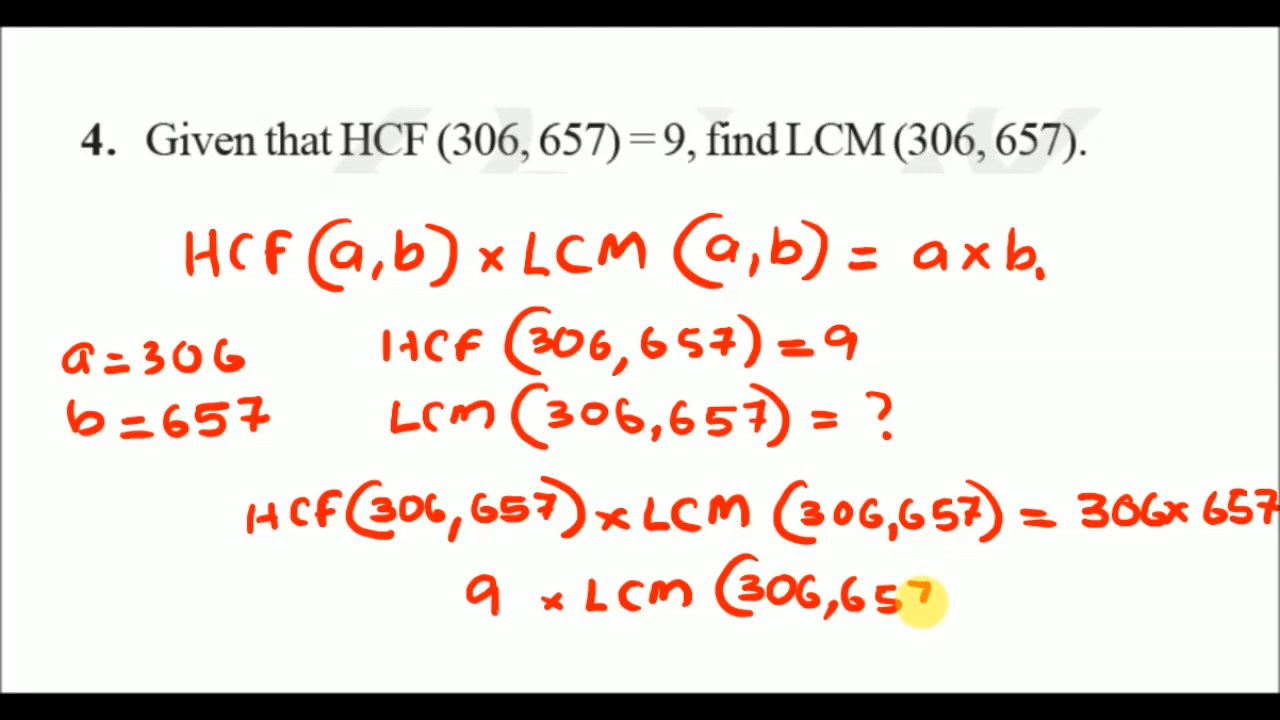 4. Given that HCF (306, 657) = 9, find LCM (306, 657).
HCF (a,b) × LCM (a,b) = a × b.
a = 306 HCF (306,657) = 9
b = 657 LCM (306,657) = ?
HCF (306,657) × LCM (306,657) = 306 × 657
9 × LCM (306,657